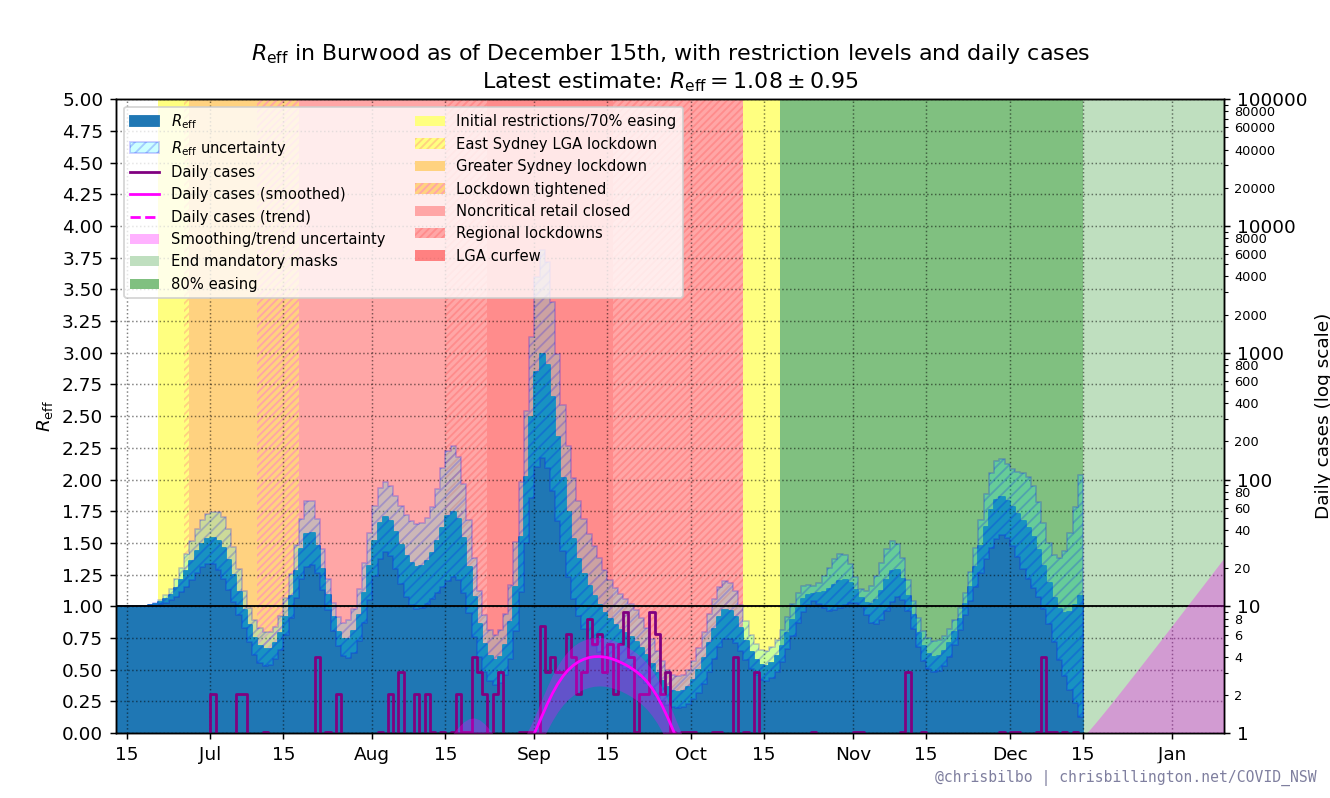 R_eff in Burwood as of December 15th, with restriction levels and daily cases
Latest estimate: R_eff = 1.08 ± 0.95
R_eff
R_eff uncertainty
Daily cases
Daily cases (smoothed)
Daily cases (trend)
Smoothing/trend uncertainty
End mandatory masks
80% easing
Initial restrictions/70% easing
East Sydney LGA lockdown
Greater Sydney lockdown
Lockdown tightened
Noncritical retail closed
Regional lockdowns
LGA curfew
R_eff
5.00
4.75
4.50
4.25
4.00
3.75
3.50
3.25
3.00
2.75
2.50
2.25
2.00
1.75
1.50
1.25
1.00
0.75
0.50
0.25
0.00
100000
80000
60000
40000
20000
10000
8000
6000
4000
2000
1000
800
600
400
200
100
80
60
40
20
10
8
6
4
2
1
Daily cases (log scale)
15 Jul 15 Aug 15 Sep 15 Oct 15 Nov 15 Dec 15 Jan
@chrisbilbo | chrisbillington.net/COVID_NSW